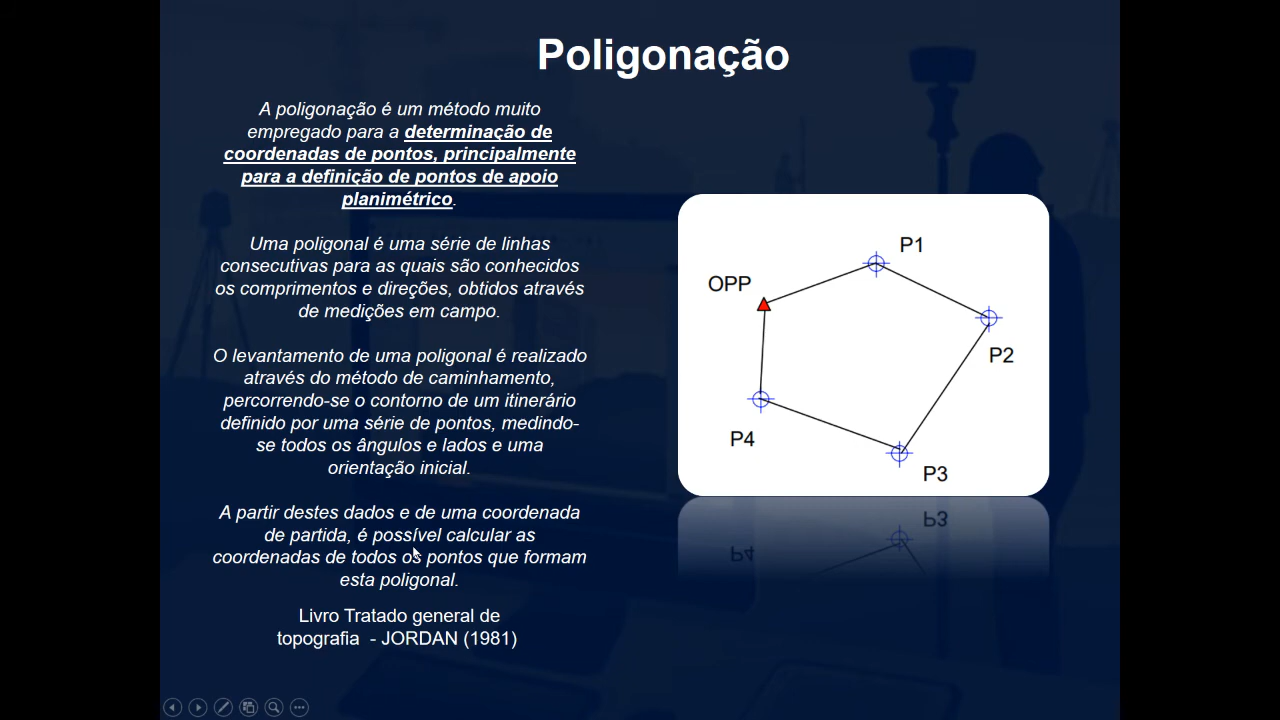 Poligonação
A poligonação é um método muito
empregado para a determinação de
coordenadas de pontos, principalmente
para a definição de pontos de apoio
planimétrico.
Uma poligonal é uma série de linhas
consecutivas para as quais são conhecidos
os comprimentos e direções, obtidos através
de medições em campo.
O levantamento de uma poligonal é realizado
através do método de caminhamento,
percorrendo-se o contorno de um itinerário
definido por uma série de pontos, medindo-
se todos os ângulos e lados e uma
orientação inicial.
A partir destes dados e de uma coordenada
de partida, é possível calcular as
coordenadas de todos os pontos que formam
esta poligonal.
Livro Tratado general de
topografia - JORDAN (1981)
P1
OPP
P2
P4
P3
P3
P4